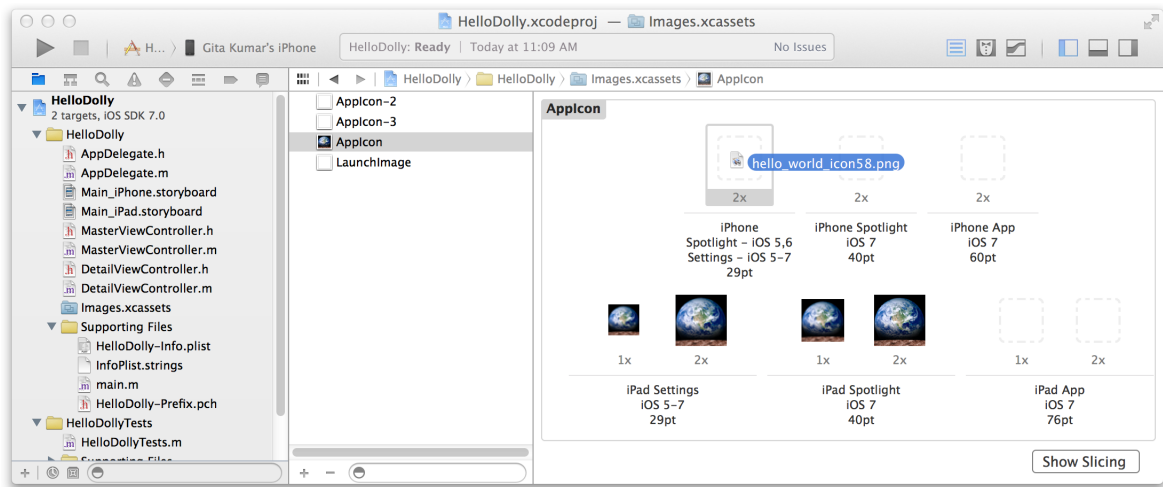 HelloDolly.xcodeproj — Images.xcassets
H... Gita Kumar's iPhone
HelloDolly: Ready | Today at 11:09 AM No Issues
HelloDolly HelloDolly Images.xcassets AppIcon
HelloDolly
2 targets, iOS SDK 7.0
HelloDolly
AppDelegate.h
AppDelegate.m
Main_iPhone.storyboard
Main_iPad.storyboard
MasterViewController.h
MasterViewController.m
DetailViewController.h
DetailViewController.m
Images.xcassets
Supporting Files
HelloDolly-Info.plist
InfoPlist.strings
main.m
HelloDolly-Prefix.pch
HelloDollyTests
HelloDollyTests.m
Supporting Files
AppIcon-2
AppIcon-3
AppIcon
LaunchImage
AppIcon
hello_world_icon58.png
2x 2x 2x
iPhone
Spotlight – iOS 5,6
Settings – iOS 5–7
29pt
iPhone Spotlight
iOS 7
40pt
iPhone App
iOS 7
60pt
1x 2x 1x 2x 1x 2x
iPad Settings
iOS 5–7
29pt
iPad Spotlight
iOS 7
40pt
iPad App
iOS 7
76pt
Show Slicing